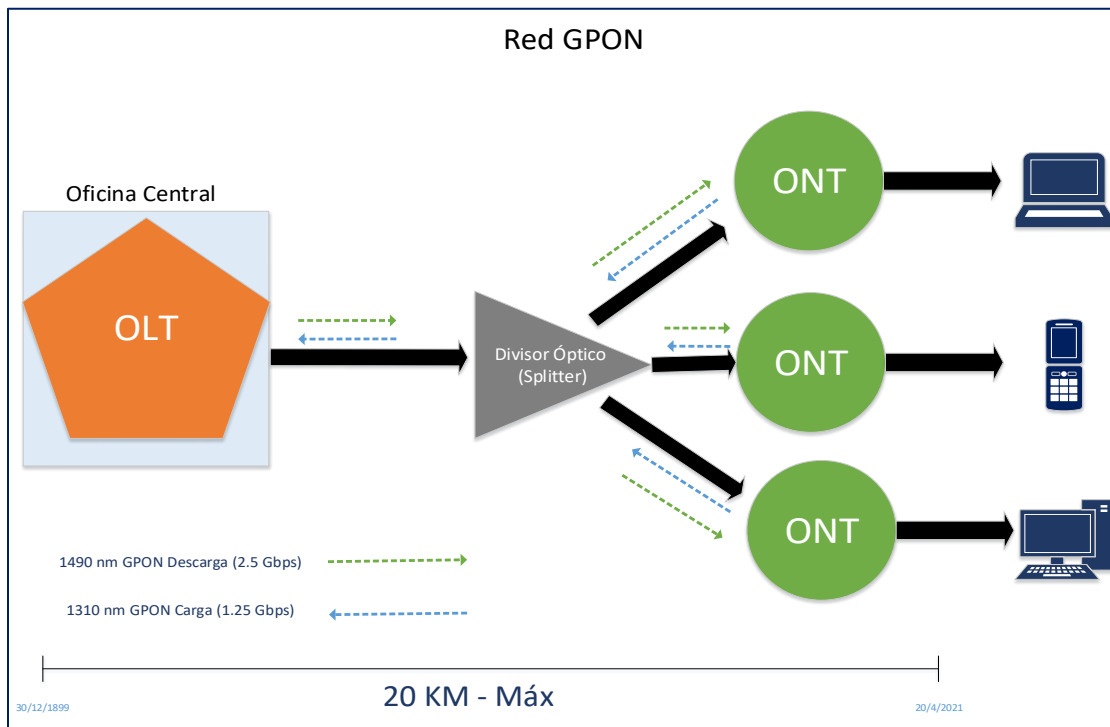 Red GPON
Oficina Central
OLT
Divisor Óptico
(Splitter)
ONT
ONT
ONT
1490 nm GPON Descarga (2.5 Gbps)
1310 nm GPON Carga (1.25 Gbps)
20 KM - Máx
30/12/1899
20/4/2021